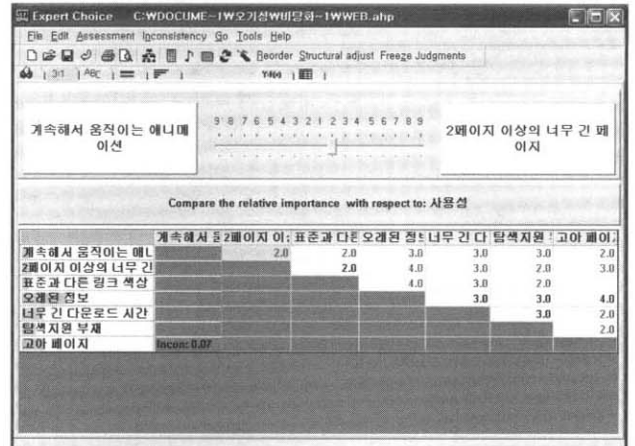 Expert Choice C:₩DOCUME~1₩오기성₩바탕화~1₩WEB.ahp
File Edit Assessment Inconsistency Go Tools Help
Reorder Structural adjust Freeze Judgments
3:1 ABC Y=f(x)
계속해서 움직이는 애니메이션
9 8 7 6 5 4 3 2 1 2 3 4 5 6 7 8 9
2페이지 이상의 너무 긴 페이지
Compare the relative importance with respect to: 사용성
계속해서 움 2페이지 이상 표준과 다른 오래된 정보 너무 긴 다 탐색지원 고아 페이지
계속해서 움직이는 애니 2.0 2.0 3.0 3.0 3.0 2.0
2페이지 이상의 너무 긴 2.0 4.0 3.0 2.0 3.0
표준과 다른 링크 색상 4.0 3.0 2.0
오래된 정보 3.0 3.0 4.0
너무 긴 다운로드 시간 3.0 2.0
탐색지원 부재 2.0
고아 페이지 Incon: 0.07